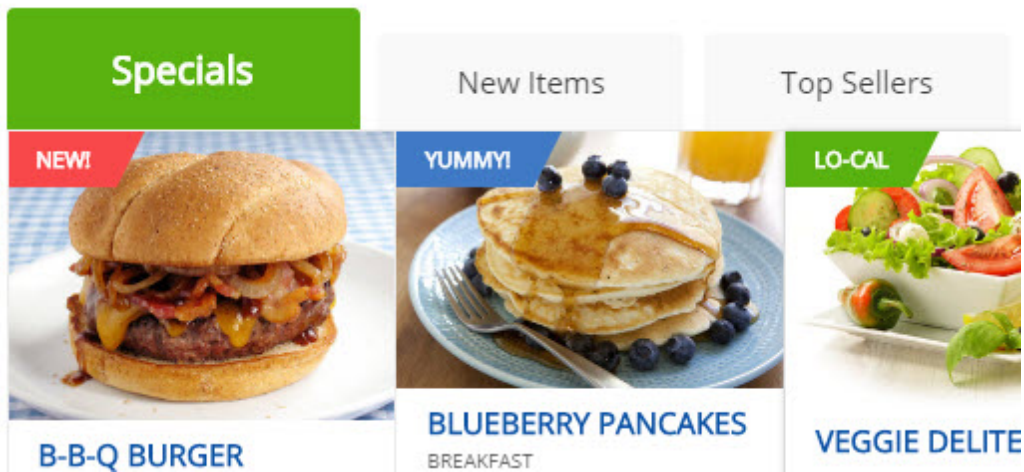 Specials
New Items
Top Sellers
NEW!
YUMMY!
LO-CAL
B-B-Q BURGER
BLUEBERRY PANCAKES
BREAKFAST
VEGGIE DELITE